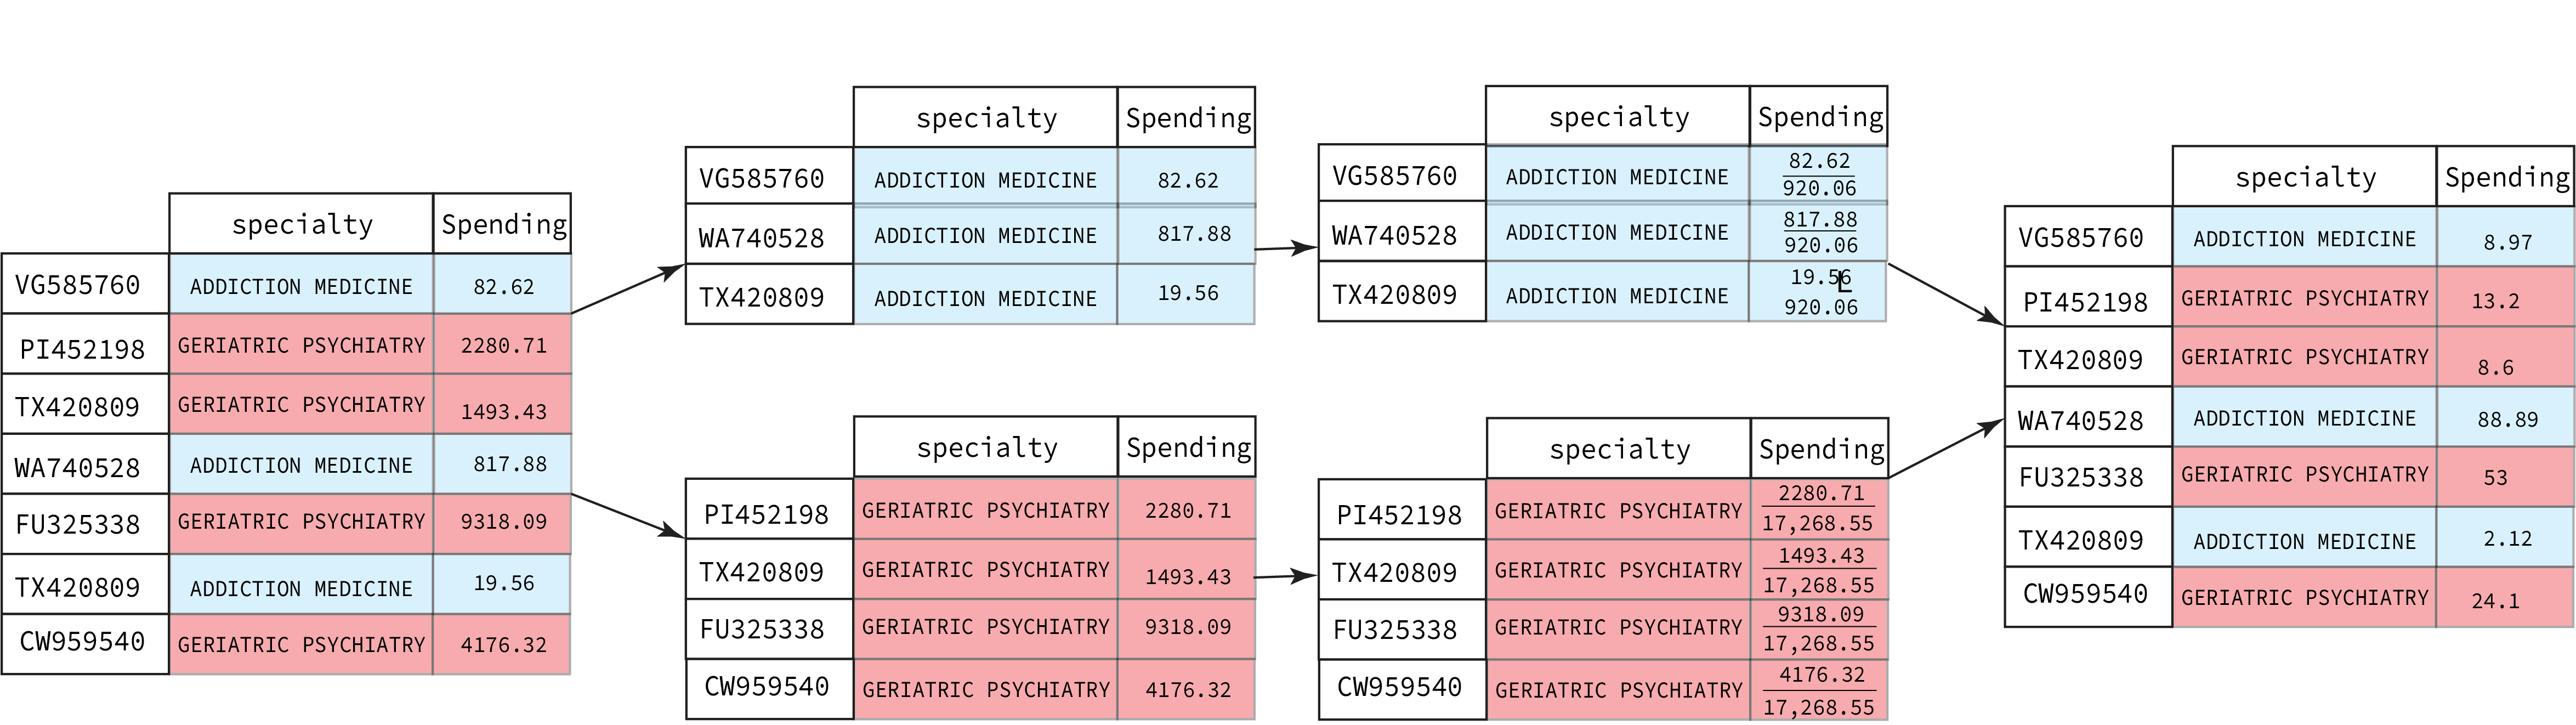 specialty Spending
VG585760 ADDICTION MEDICINE 82.62
PI452198 GERIATRIC PSYCHIATRY 2280.71
TX420809 GERIATRIC PSYCHIATRY 1493.43
WA740528 ADDICTION MEDICINE 817.88
FU325338 GERIATRIC PSYCHIATRY 9318.09
TX420809 ADDICTION MEDICINE 19.56
CW959540 GERIATRIC PSYCHIATRY 4176.32
specialty Spending
VG585760 ADDICTION MEDICINE 82.62
WA740528 ADDICTION MEDICINE 817.88
TX420809 ADDICTION MEDICINE 19.56
specialty Spending
PI452198 GERIATRIC PSYCHIATRY 2280.71
TX420809 GERIATRIC PSYCHIATRY 1493.43
FU325338 GERIATRIC PSYCHIATRY 9318.09
CW959540 GERIATRIC PSYCHIATRY 4176.32
specialty Spending
VG585760 ADDICTION MEDICINE 82.62
920.06
WA740528 ADDICTION MEDICINE 817.88
920.06
TX420809 ADDICTION MEDICINE 19.56
L
920.06
specialty Spending
PI452198 GERIATRIC PSYCHIATRY 2280.71
17,268.55
TX420809 GERIATRIC PSYCHIATRY 1493.43
17,268.55
FU325338 GERIATRIC PSYCHIATRY 9318.09
17,268.55
CW959540 GERIATRIC PSYCHIATRY 4176.32
17,268.55
specialty Spending
VG585760 ADDICTION MEDICINE 8.97
PI452198 GERIATRIC PSYCHIATRY 13.2
TX420809 GERIATRIC PSYCHIATRY 8.6
WA740528 ADDICTION MEDICINE 88.89
FU325338 GERIATRIC PSYCHIATRY 53
TX420809 ADDICTION MEDICINE 2.12
CW959540 GERIATRIC PSYCHIATRY 24.1